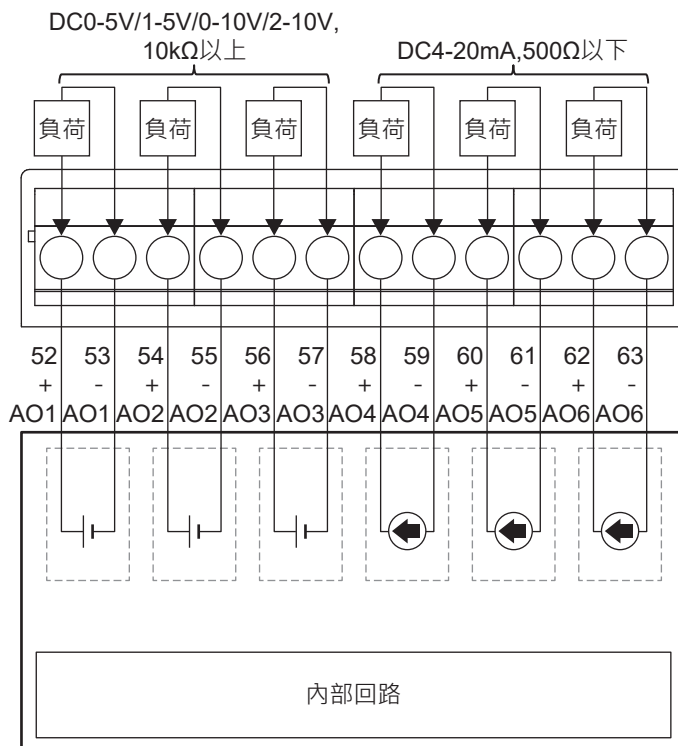 DC0-5V/1-5V/0-10V/2-10V,
10kΩ以上
DC4-20mA,500Ω以下
負荷 負荷 負荷 負荷 負荷 負荷
52 53 54 55 56 57 58 59 60 61 62 63
+ - + - + - + - + - + -
AO1 AO1 AO2 AO2 AO3 AO3 AO4 AO4 AO5 AO5 AO6 AO6
內部回路